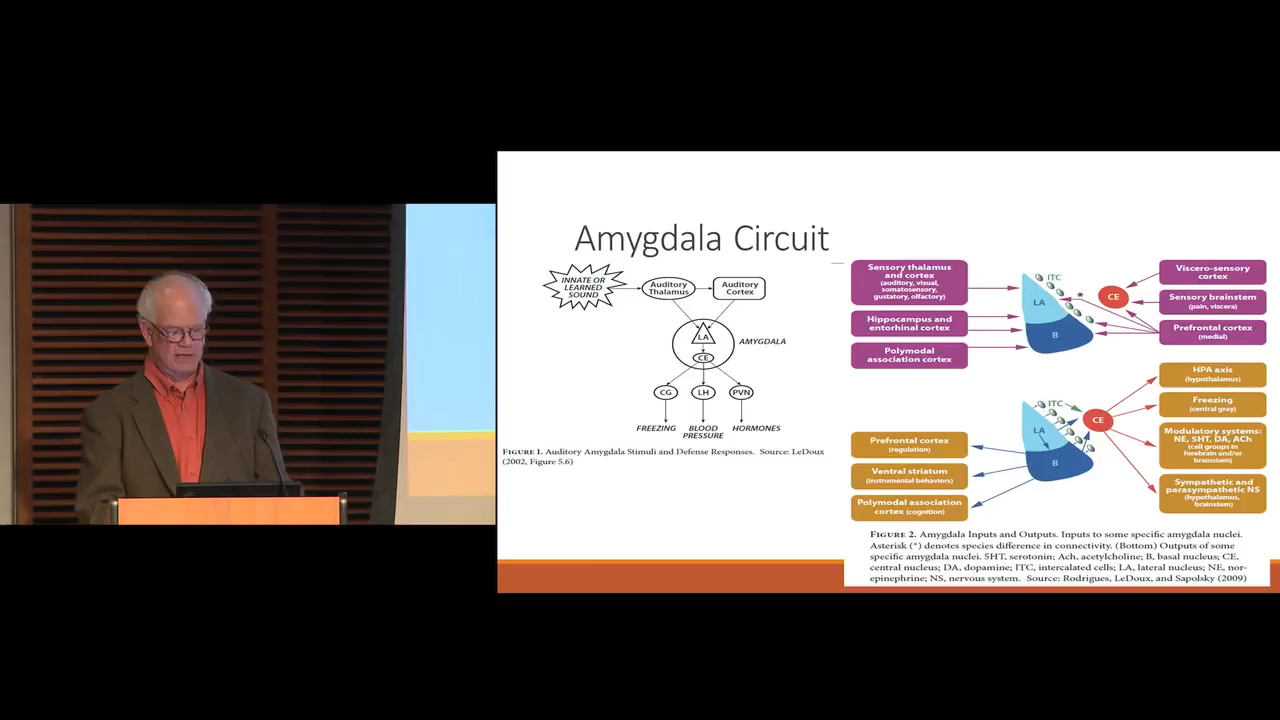 Amygdala Circuit
INNATE OR
LEARNED
SOUND
Auditory
Thalamus
Auditory
Cortex
LA
CE
AMYGDALA
CG
LH
PVN
FREEZING
BLOOD
PRESSURE
HORMONES
FIGURE 1. Auditory Amygdala Stimuli and Defense Responses. Source: LeDoux
(2002, Figure 5.6)
Sensory thalamus
and cortex
(auditory, visual,
somatosensory,
gustatory, olfactory)
Hippocampus and
entorhinal cortex
Polymodal
association cortex
ITC
LA
B
*
CE
Viscero-sensory
cortex
Sensory brainstem
(pain, viscera)
Prefrontal cortex
(medial)
Prefrontal cortex
(regulation)
Ventral striatum
(instrumental behaviors)
Polymodal association
cortex (cognition)
ITC
LA
B
CE
HPA axis
(hypothalamus)
Freezing
(central gray)
Modulatory systems:
NE, 5HT, DA, ACh
(cell groups in
forebrain and/or
brainstem)
Sympathetic and
parasympathetic NS
(hypothalamus,
brainstem)
FIGURE 2. Amygdala Inputs and Outputs. Inputs to some specific amygdala nuclei.
Asterisk (*) denotes species difference in connectivity. (Bottom) Outputs of some
specific amygdala nuclei. 5HT, serotonin; Ach, acetylcholine; B, basal nucleus; CE,
central nucleus; DA, dopamine; ITC, intercalated cells; LA, lateral nucleus; NE, nor-
epinephrine; NS, nervous system. Source: Rodrigues, LeDoux, and Sapolsky (2009)